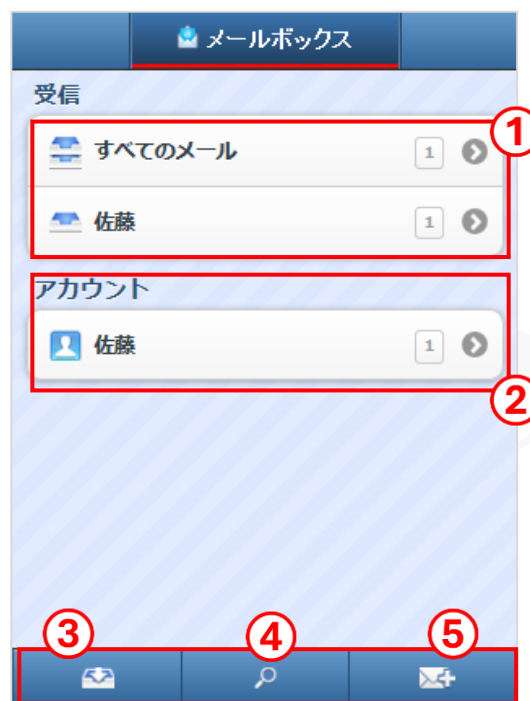 メールボックス
受信
①
すべてのメール 1
佐藤 1
アカウント
佐藤 1
②
③ ④ ⑤